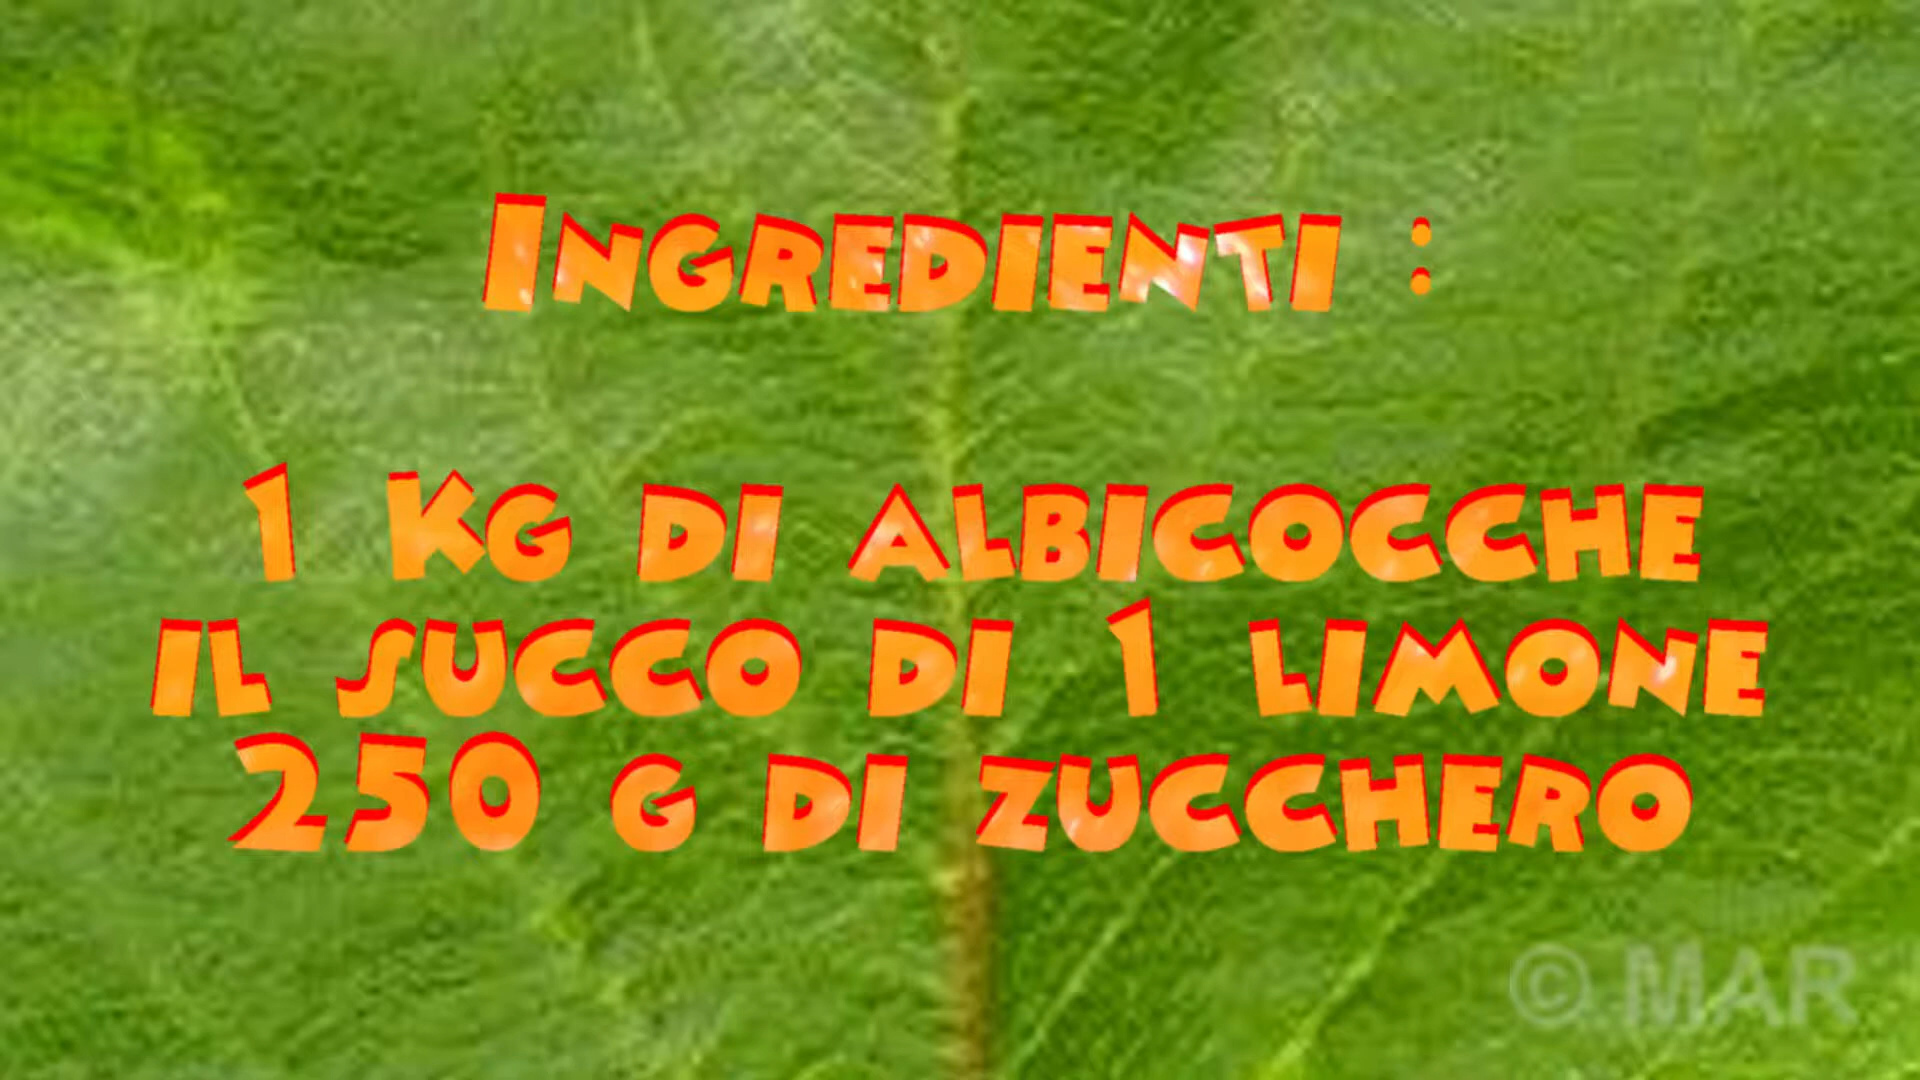 Ingredienti :
1 Kg di albicocche
il succo di 1 limone
250 g di zucchero
© MAR